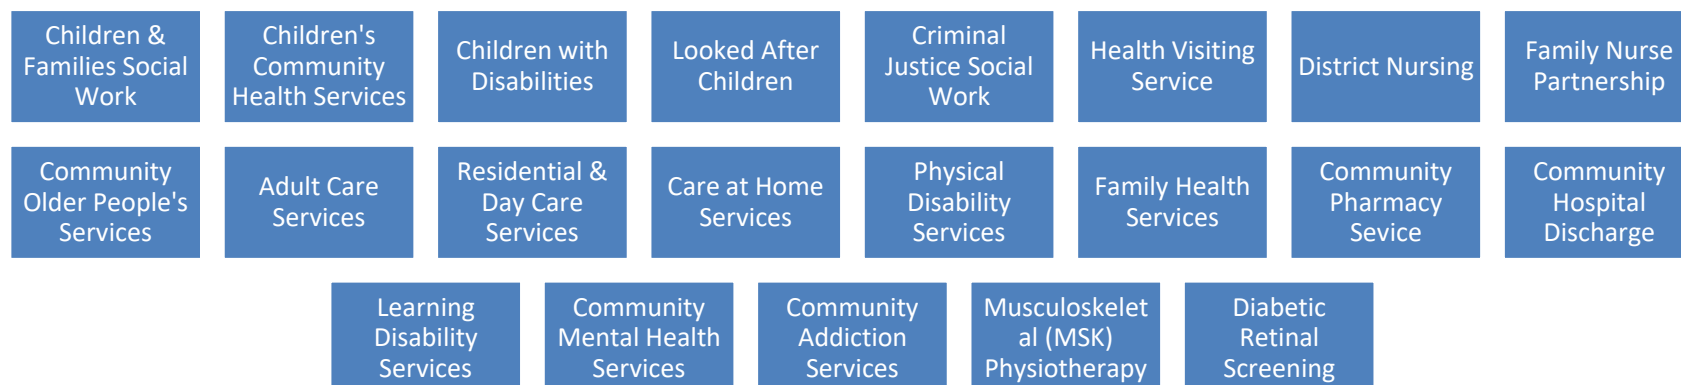 Children &
Families Social
Work
Children's
Community
Health Services
Children with
Disabilities
Looked After
Children
Criminal
Justice Social
Work
Health Visiting
Service
District Nursing
Family Nurse
Partnership
Community
Older People's
Services
Adult Care
Services
Residential &
Day Care
Services
Care at Home
Services
Physical
Disability
Services
Family Health
Services
Community
Pharmacy
Sevice
Community
Hospital
Discharge
Learning
Disability
Services
Community
Mental Health
Services
Community
Addiction
Services
Musculoskelet
al (MSK)
Physiotherapy
Diabetic
Retinal
Screening